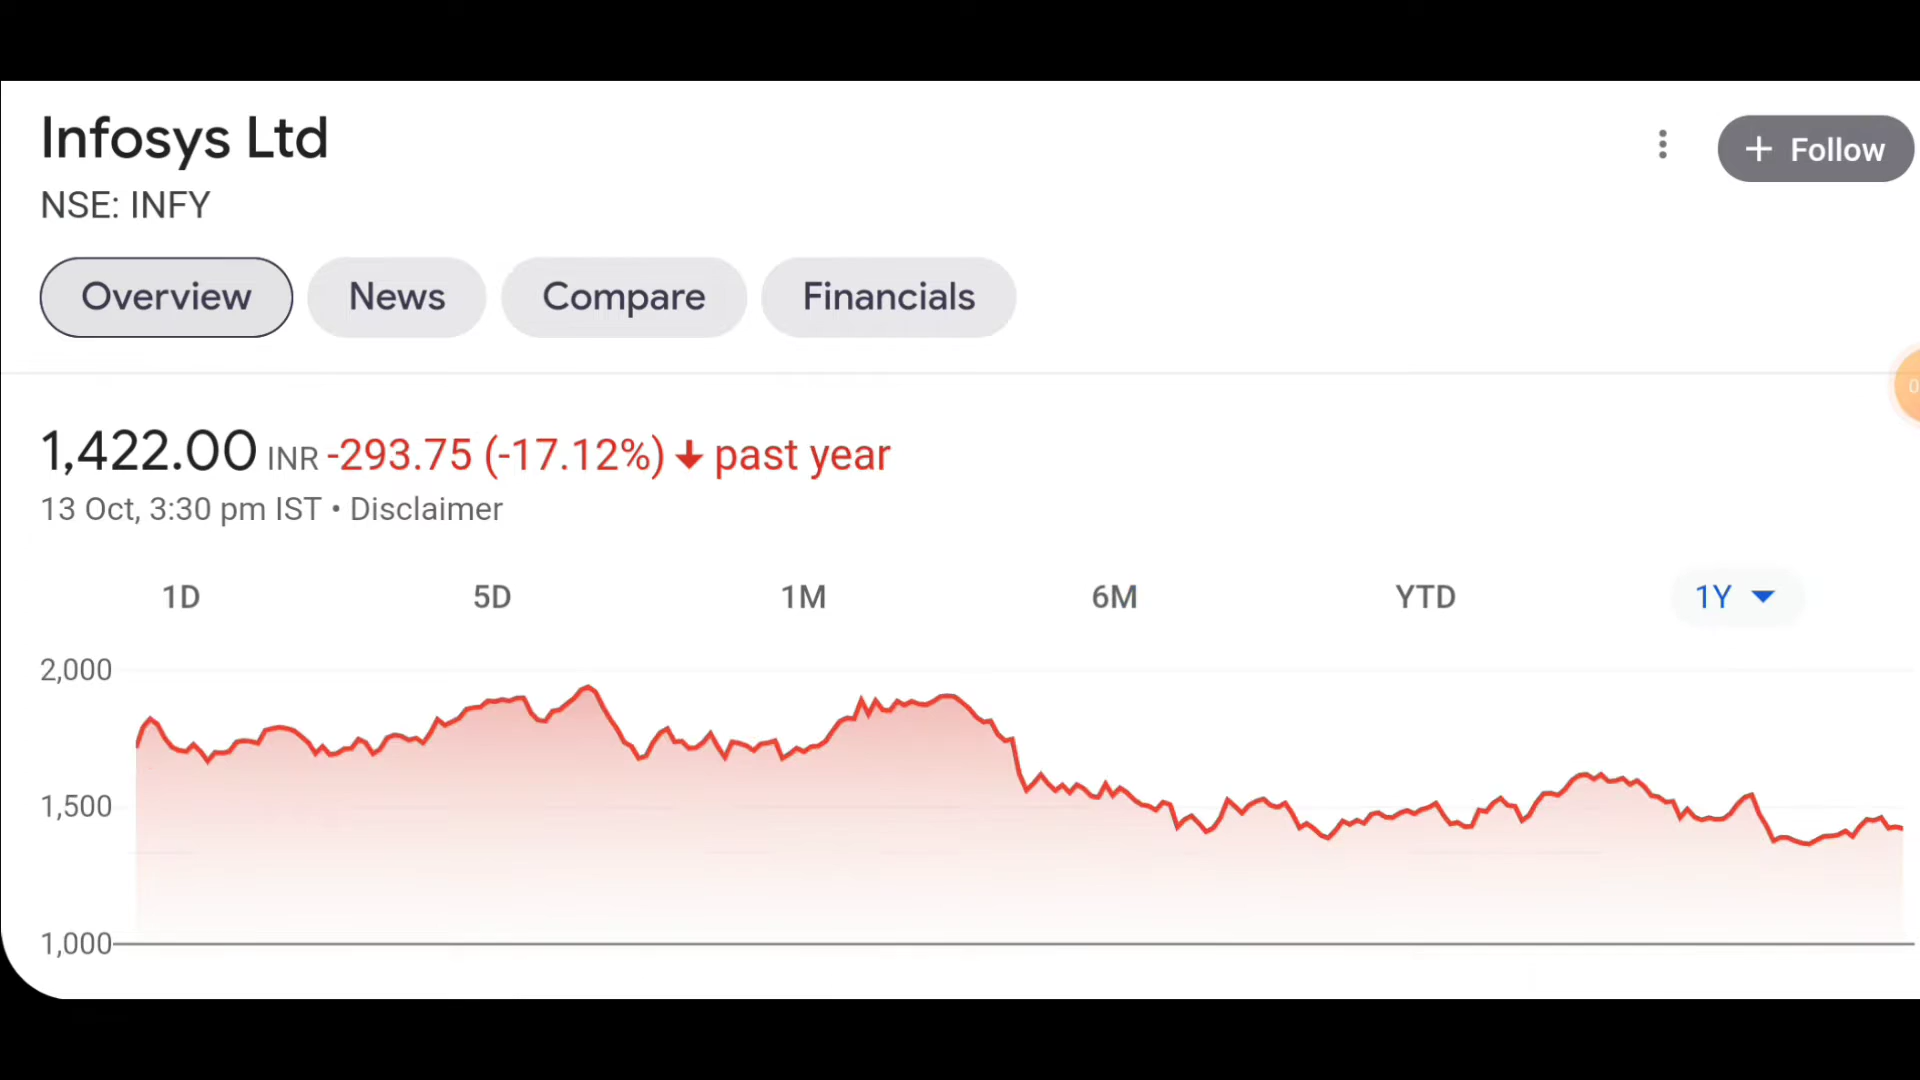 Infosys Ltd
+ Follow
NSE: INFY
Overview News Compare Financials
1,422.00 INR -293.75 (-17.12%) ↓ past year
13 Oct, 3:30 pm IST • Disclaimer
1D 5D 1M 6M YTD 1Y
2,000
1,500
1,000